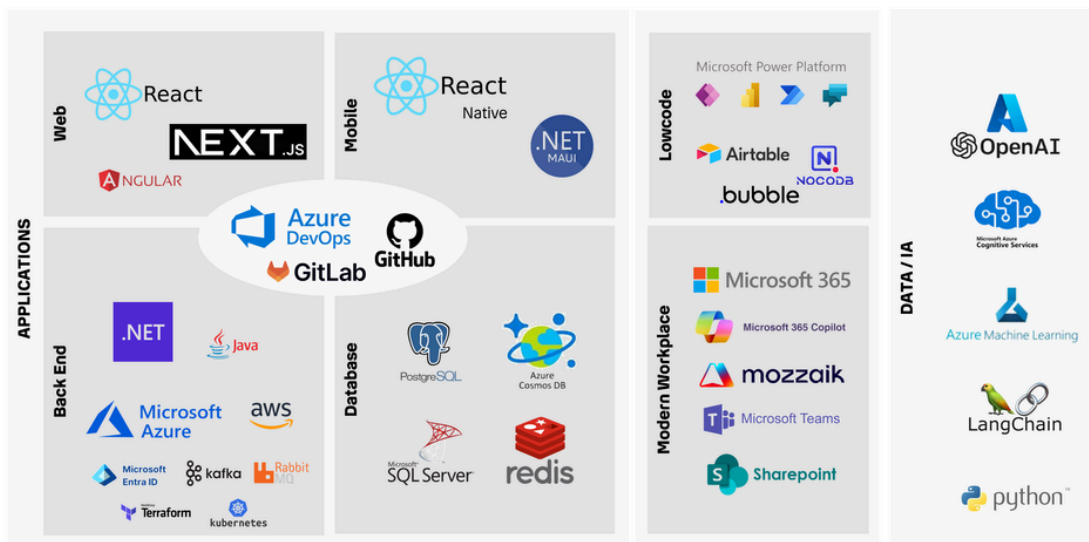 APPLICATIONS
Web
React
NEXT.JS
ANGULAR
Mobile
React
Native
.NET
MAUI
Azure
DevOps
GitLab
GitHub
Back End
.NET
Java
Microsoft
Azure
aws
Microsoft
Entra ID
kafka
RabbitMQ
Terraform
kubernetes
Database
PostgreSQL
Azure
Cosmos DB
Microsoft
SQL Server
redis
Lowcode
Microsoft Power Platform
Airtable
N
NOCODB
.bubble
Modern Workplace
Microsoft 365
Microsoft 365 Copilot
mozzaik
Microsoft Teams
S
Sharepoint
DATA / IA
OpenAI
Microsoft Azure
Cognitive Services
Azure Machine Learning
LangChain
python™